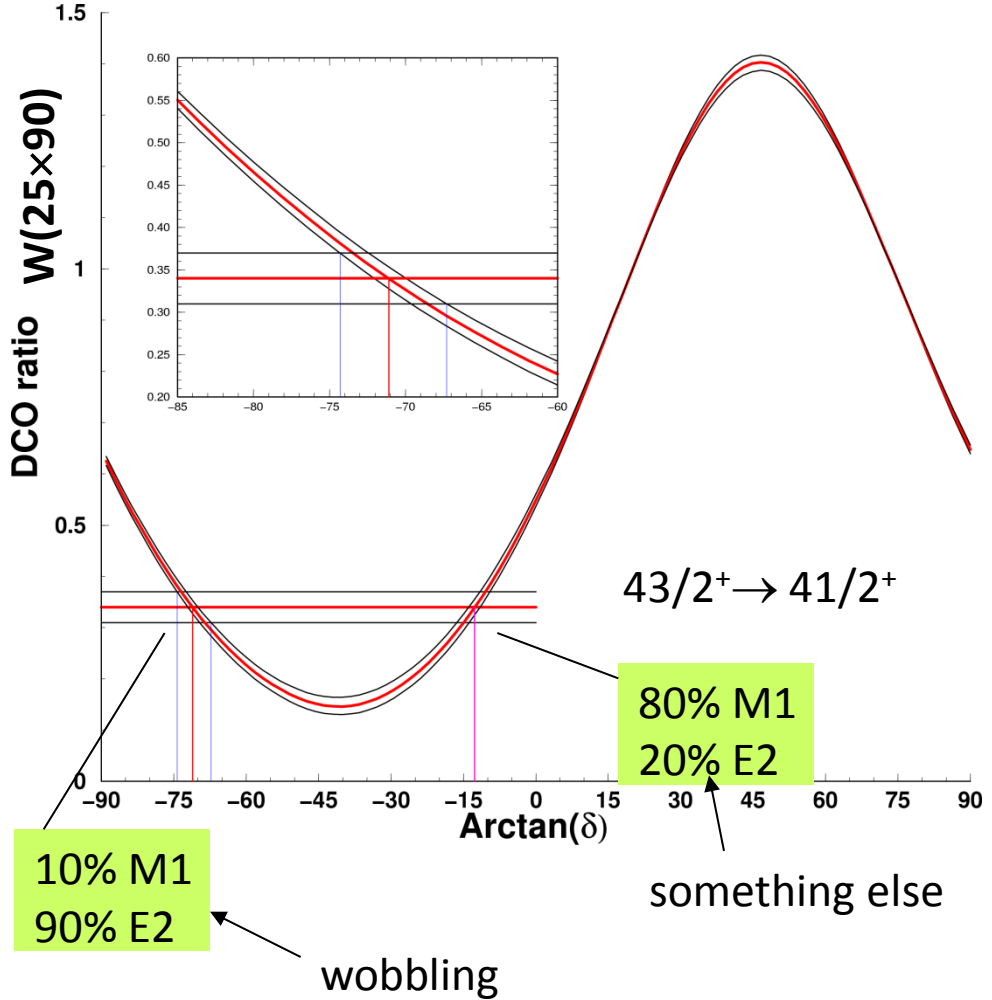 DCO ratio W(25×90)
1.5
1
0.5
0
0.60
0.55
0.50
0.45
0.40
0.35
0.30
0.25
0.20
−85 −80 −75 −70 −65 −60
43/2⁺→ 41/2⁺
80% M1
20% E2
−90 −75 −60 −45 −30 −15 0 15 30 45 60 75 90
Arctan(δ)
10% M1
90% E2
something else
wobbling